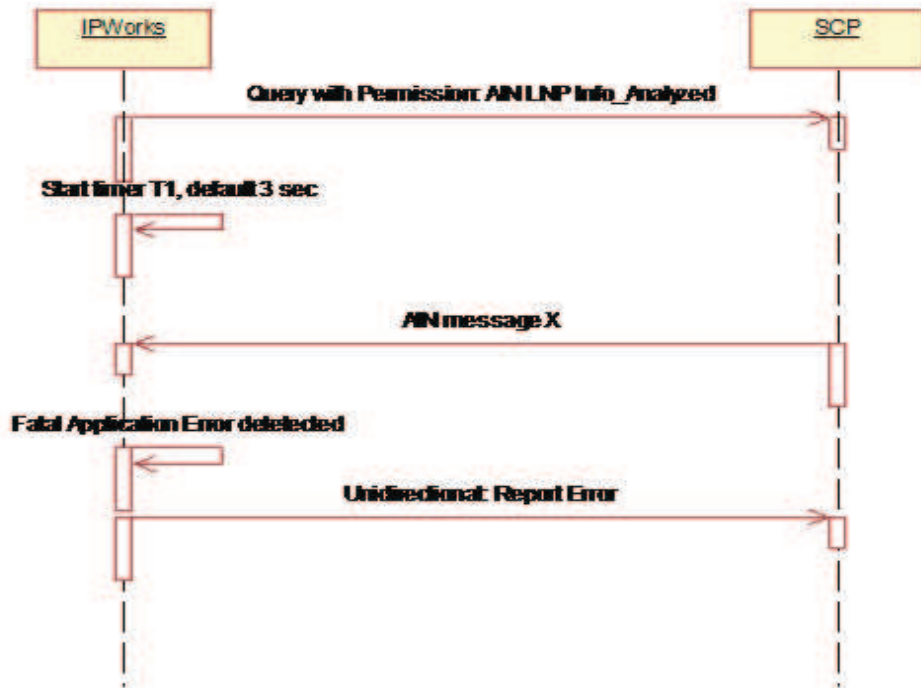 IPWorks
SCP
Query with Permission: AIN LNP Info_Analyzed
Start timer T1, default 3 sec
AIN message X
Fatal Application Error detetected
Unidirectional: Report Error